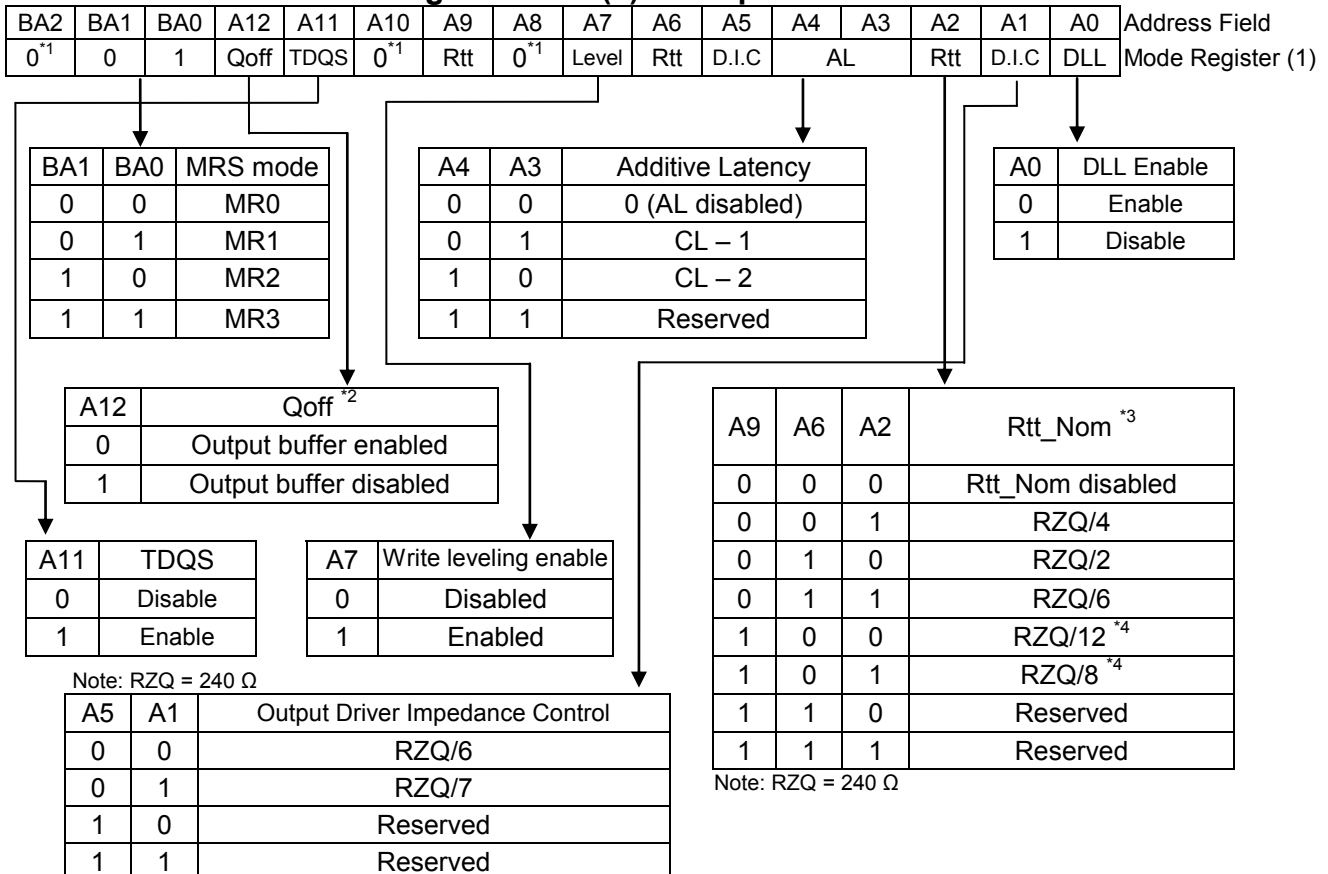 BA2 BA1 BA0 A12 A11 A10 A9 A8 A7 A6 A5 A4 A3 A2 A1 A0 Address Field
0*1 0 1 Qoff TDQS 0*1 Rtt 0*1 Level Rtt D.I.C AL Rtt D.I.C DLL Mode Register (1)
BA1 BA0 MRS mode
0 0 MR0
0 1 MR1
1 0 MR2
1 1 MR3
A4 A3 Additive Latency
0 0 0 (AL disabled)
0 1 CL – 1
1 0 CL – 2
1 1 Reserved
A0 DLL Enable
0 Enable
1 Disable
A12 Qoff *2
0 Output buffer enabled
1 Output buffer disabled
A9 A6 A2 Rtt_Nom *3
0 0 0 Rtt_Nom disabled
0 0 1 RZQ/4
0 1 0 RZQ/2
0 1 1 RZQ/6
1 0 0 RZQ/12 *4
1 0 1 RZQ/8 *4
1 1 0 Reserved
1 1 1 Reserved
Note: RZQ = 240 Ω
A11 TDQS
0 Disable
1 Enable
A7 Write leveling enable
0 Disabled
1 Enabled
Note: RZQ = 240 Ω
A5 A1 Output Driver Impedance Control
0 0 RZQ/6
0 1 RZQ/7
1 0 Reserved
1 1 Reserved